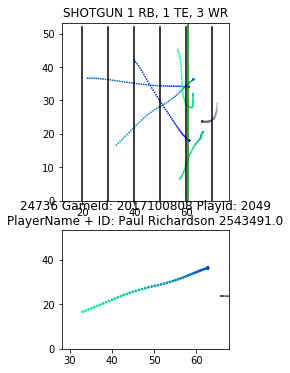 SHOTGUN 1 RB, 1 TE, 3 WR
50
40
30
20
10
0
20 40 60
24736 GameId: 2017100808 PlayId: 2049
PlayerName + ID: Paul Richardson 2543491.0
40
20
0
30 40 50 60